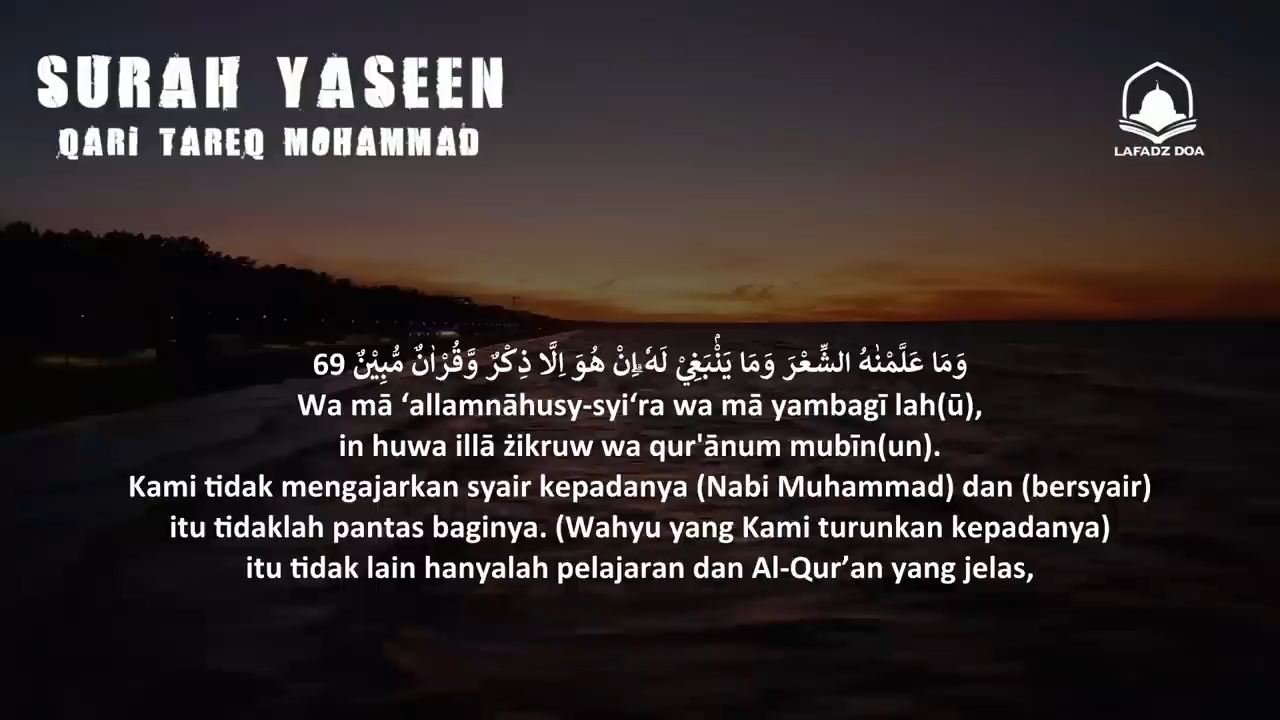 SURAH YASEEN
QARI TAREQ MOHAMMAD
LAFADZ DOA
وَمَا عَلَّمْنٰهُ الشِّعْرَ وَمَا يَنْۢبَغِيْ لَهٗ ۗاِنْ هُوَ اِلَّا ذِكْرٌ وَّقُرْاٰنٌ مُّبِيْنٌ 69
Wa mā ‘allamnāhusy-syi‘ra wa mā yambagī lah(ū),
in huwa illā żikruw wa qur'ānum mubīn(un).
Kami tidak mengajarkan syair kepadanya (Nabi Muhammad) dan (bersyair)
itu tidaklah pantas baginya. (Wahyu yang Kami turunkan kepadanya)
itu tidak lain hanyalah pelajaran dan Al-Qur’an yang jelas,